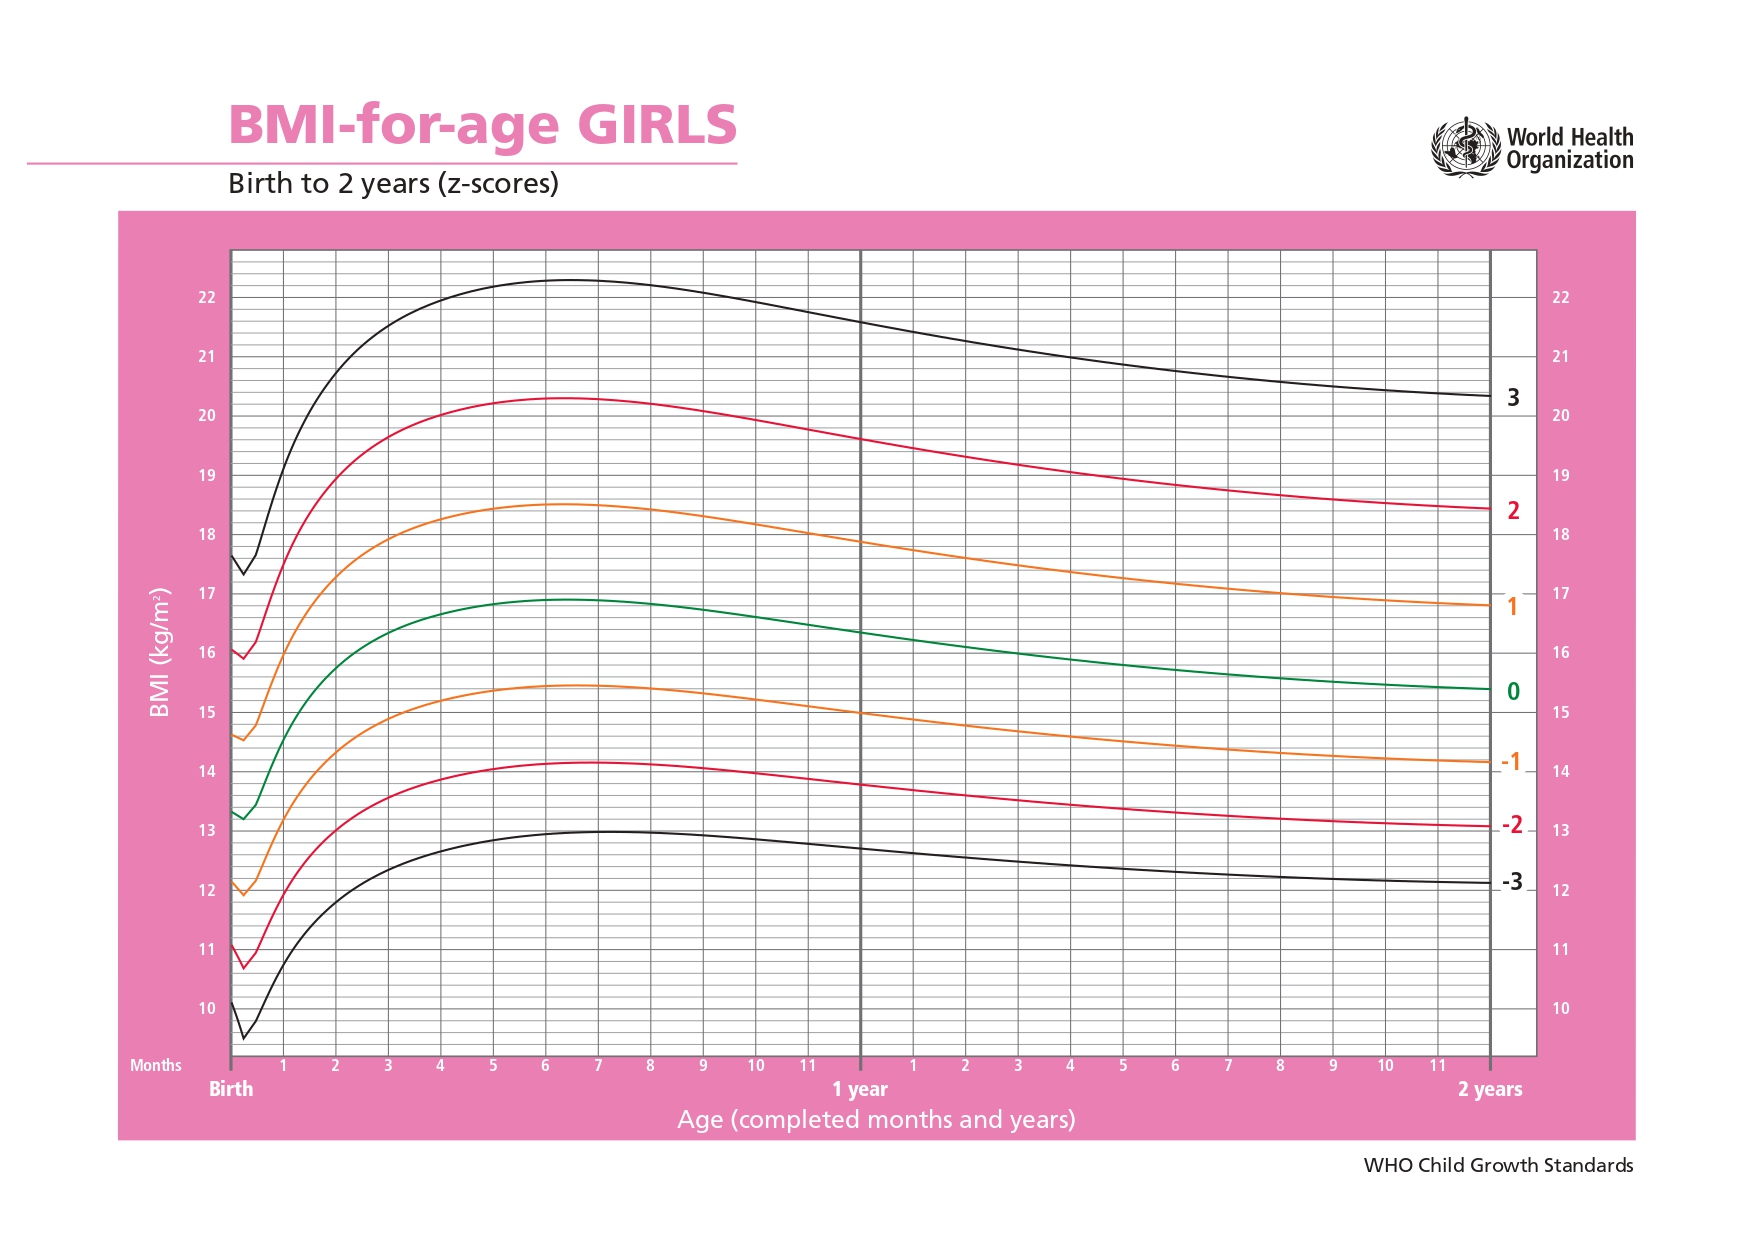 BMI-for-age GIRLS
Birth to 2 years (z-scores)
World Health
Organization
BMI (kg/m²)
22 22
21 21
20 3 20
19 19
18 2 18
17 1 17
16 16
15 0 15
14 -1 14
13 -2 13
12 -3 12
11 11
10 10
Months 1 2 3 4 5 6 7 8 9 10 11 1 2 3 4 5 6 7 8 9 10 11
Birth 1 year 2 years
Age (completed months and years)
WHO Child Growth Standards